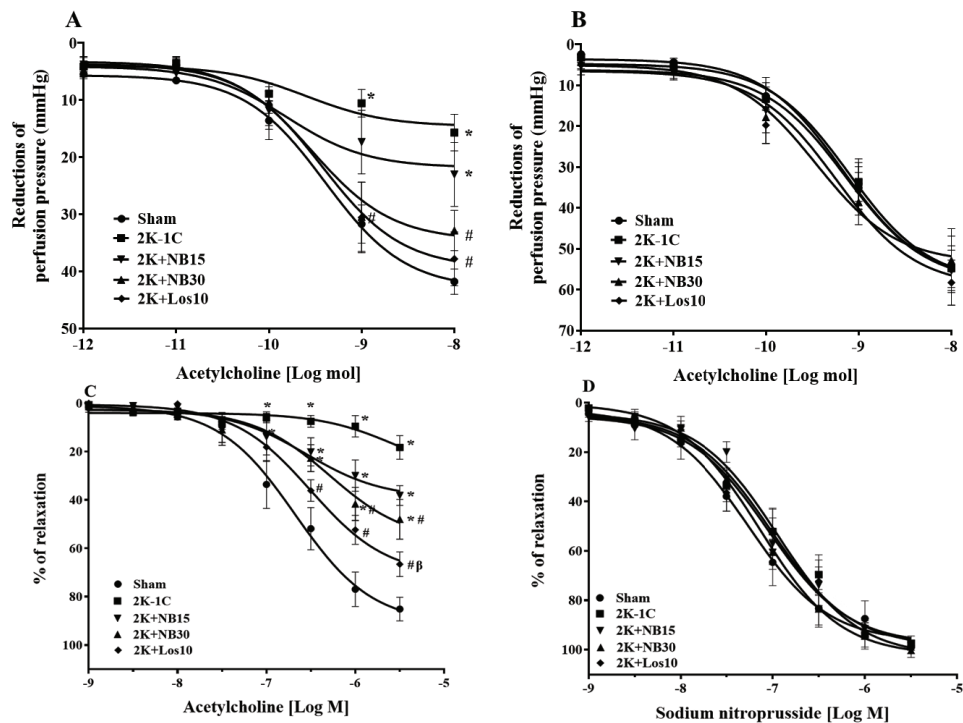 A
Reductions of
perfusion pressure (mmHg)
0
10
20
30
40
50
*
*
*
#
#
#
Sham
2K-1C
2K+NB15
2K+NB30
2K+Los10
-12 -11 -10 -9 -8
Acetylcholine [Log mol]
B
Reductions of
perfusion pressure (mmHg)
0
10
20
30
40
50
60
70
Sham
2K-1C
2K+NB15
2K+NB30
2K+Los10
-12 -11 -10 -9 -8
Acetylcholine [Log mol]
C
% of relaxation
0
20
40
60
80
100
* * *
*
* *
*
* *
# *# *#
#
#β
Sham
2K-1C
2K+NB15
2K+NB30
2K+Los10
-9 -8 -7 -6 -5
Acetylcholine [Log M]
D
% of relaxation
0
20
40
60
80
100
Sham
2K-1C
2K+NB15
2K+NB30
2K+Los10
-9 -8 -7 -6 -5
Sodium nitroprusside [Log M]